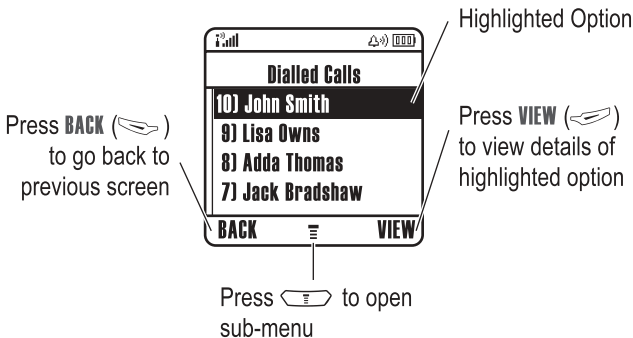 Highlighted Option
Dialled Calls
10) John Smith
9) Lisa Owns
8) Adda Thomas
7) Jack Bradshaw
BACK
VIEW
Press BACK ( )
to go back to
previous screen
Press VIEW ( )
to view details of
highlighted option
Press to open
sub-menu